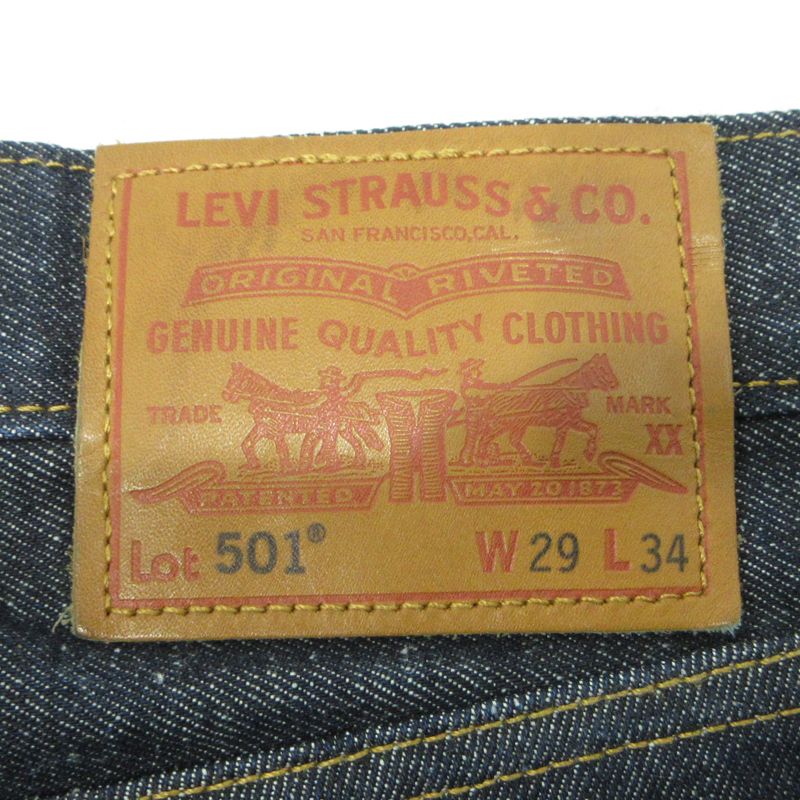 LEVI STRAUSS & CO.
SAN FRANCISCO, CAL.
ORIGINAL RIVETED
GENUINE QUALITY CLOTHING
TRADE MARK
XX
PATENTED MAY 20 1873
Lot 501® W 29 L 34